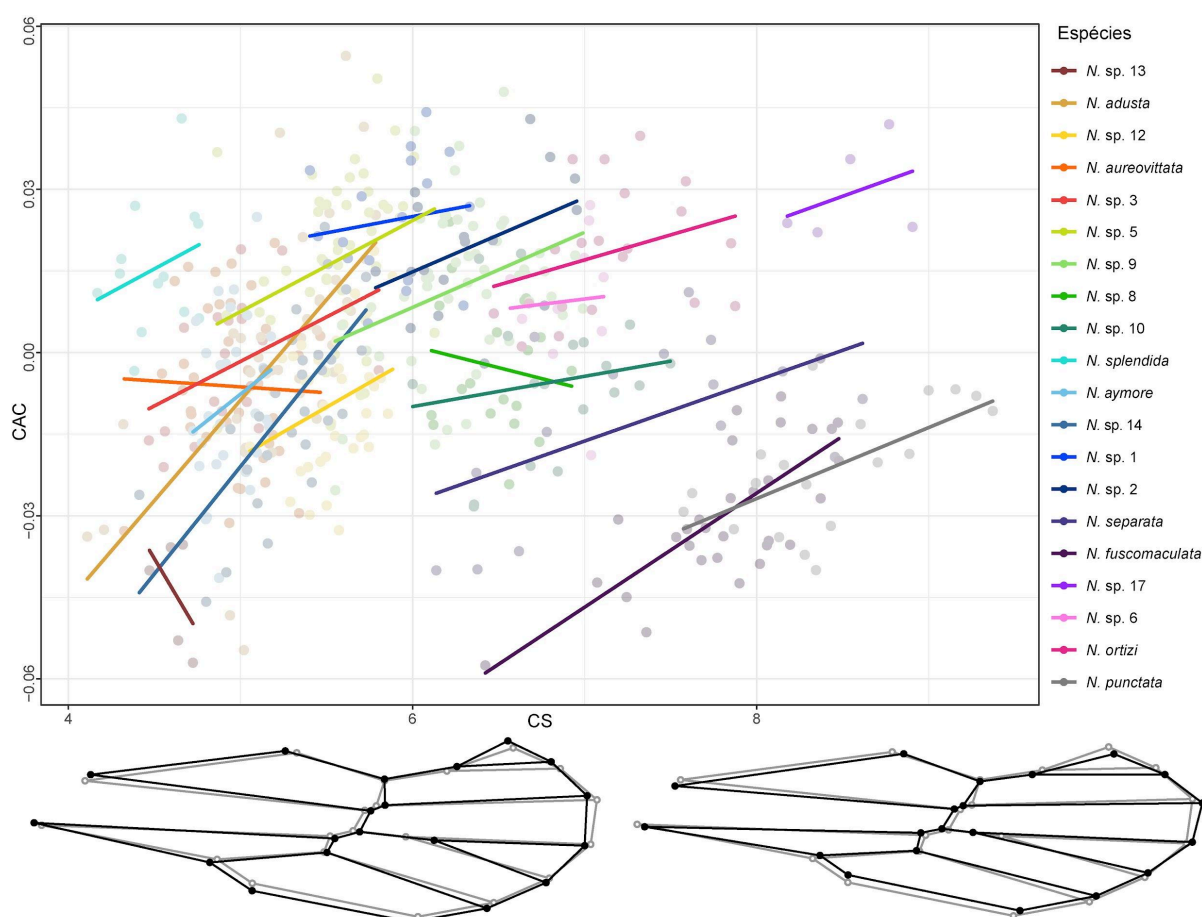 0.06
0.03
0.00
−0.03
−0.06
CAC
4
6
8
CS
Espécies
N. sp. 13
N. adusta
N. sp. 12
N. aureovittata
N. sp. 3
N. sp. 5
N. sp. 9
N. sp. 8
N. sp. 10
N. splendida
N. aymore
N. sp. 14
N. sp. 1
N. sp. 2
N. separata
N. fuscomaculata
N. sp. 17
N. sp. 6
N. ortizi
N. punctata